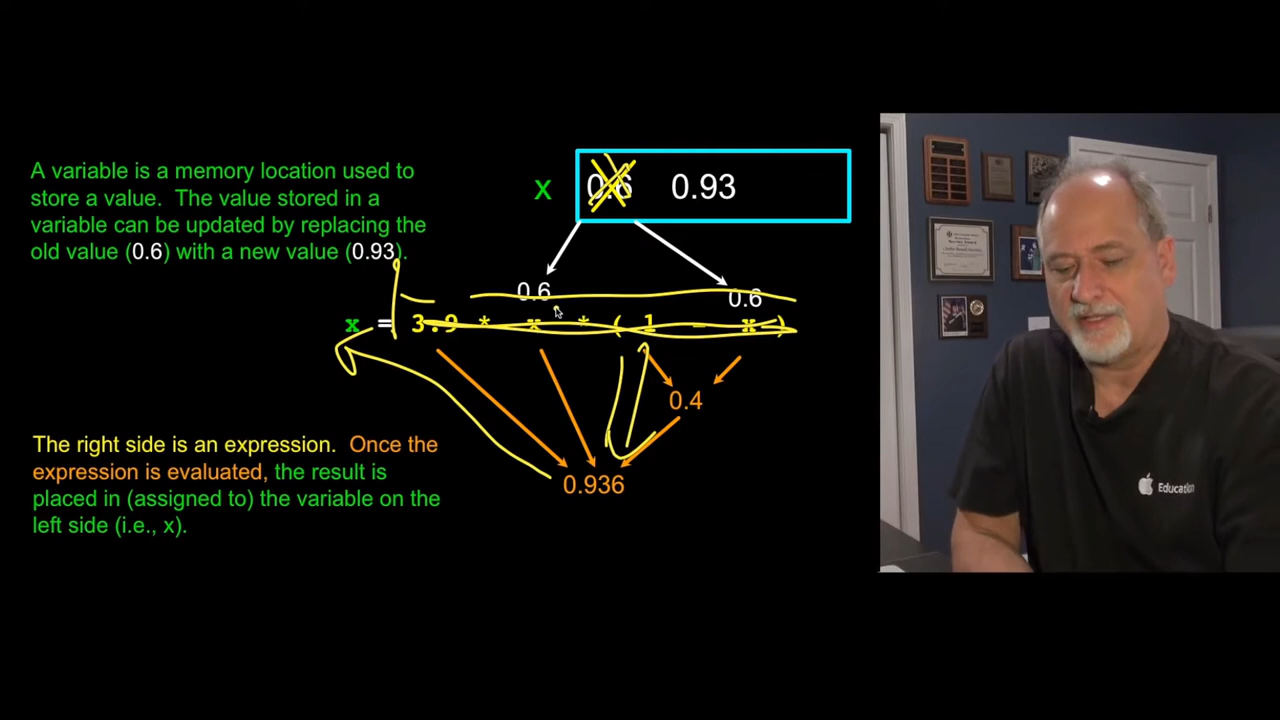 A variable is a memory location used to
store a value. The value stored in a
variable can be updated by replacing the
old value (0.6) with a new value (0.93).
x 0.6 0.93
0.6 0.6
x = 3.9 * x * ( 1 - x )
0.4
The right side is an expression. Once the
expression is evaluated, the result is
placed in (assigned to) the variable on the
left side (i.e., x).
0.936
Education